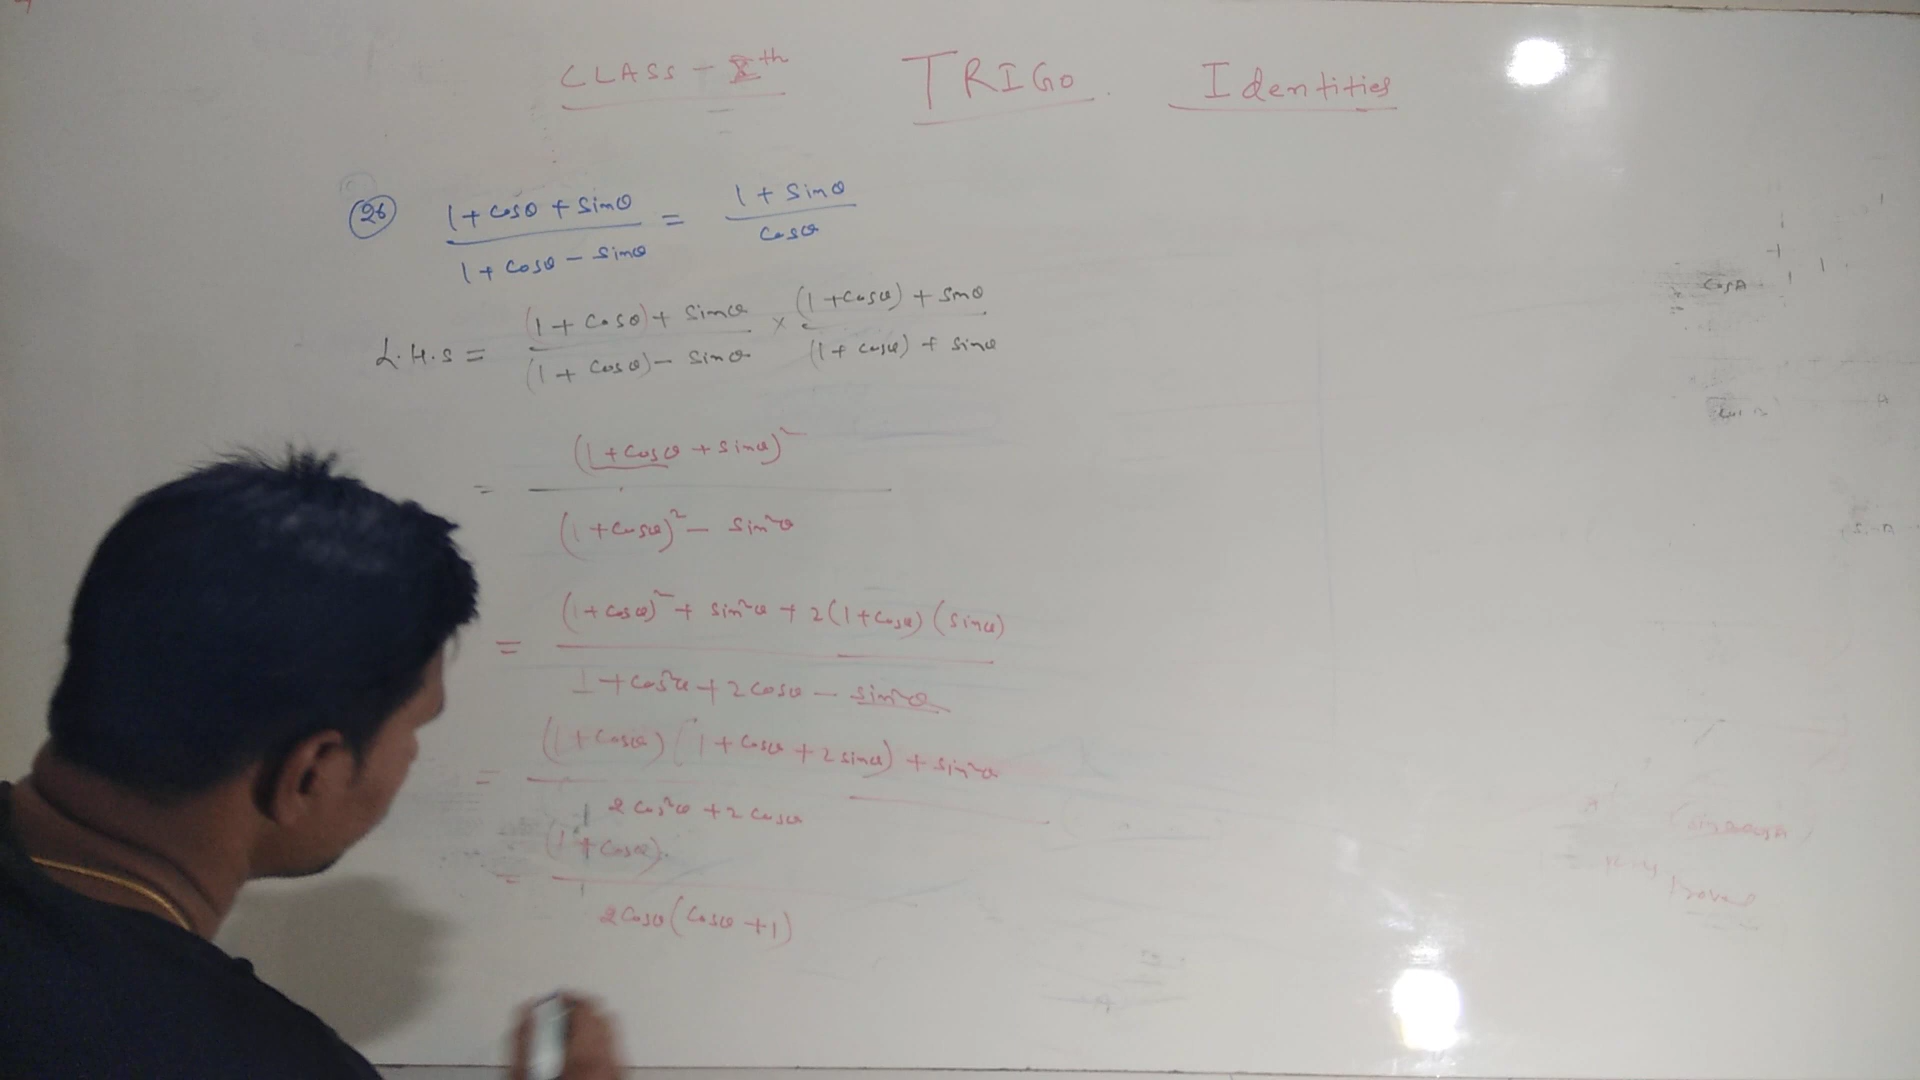 CLASS - Xth TRIGO. Identities
(26) (1 + cosθ + sinθ)/(1 + cosθ - sinθ) = (1 + sinθ)/cosθ
L.H.S = ((1 + cosθ) + sinθ)/((1 + cosθ) - sinθ) × ((1 + cosθ) + sinθ)/((1 + cosθ) + sinθ)
= (1 + cosθ + sinθ)²/((1 + cosθ)² - sin²θ)
= ((1 + cosθ)² + sin²θ + 2(1 + cosθ)(sinθ))/(1 + cos²θ + 2cosθ - sin²θ)
= ((1 + cosθ)(1 + cosθ + 2sinθ) + sin²θ)/(2cos²θ + 2cosθ)
= (1 + cosθ)/(2cosθ(cosθ + 1))
CosA
Proved